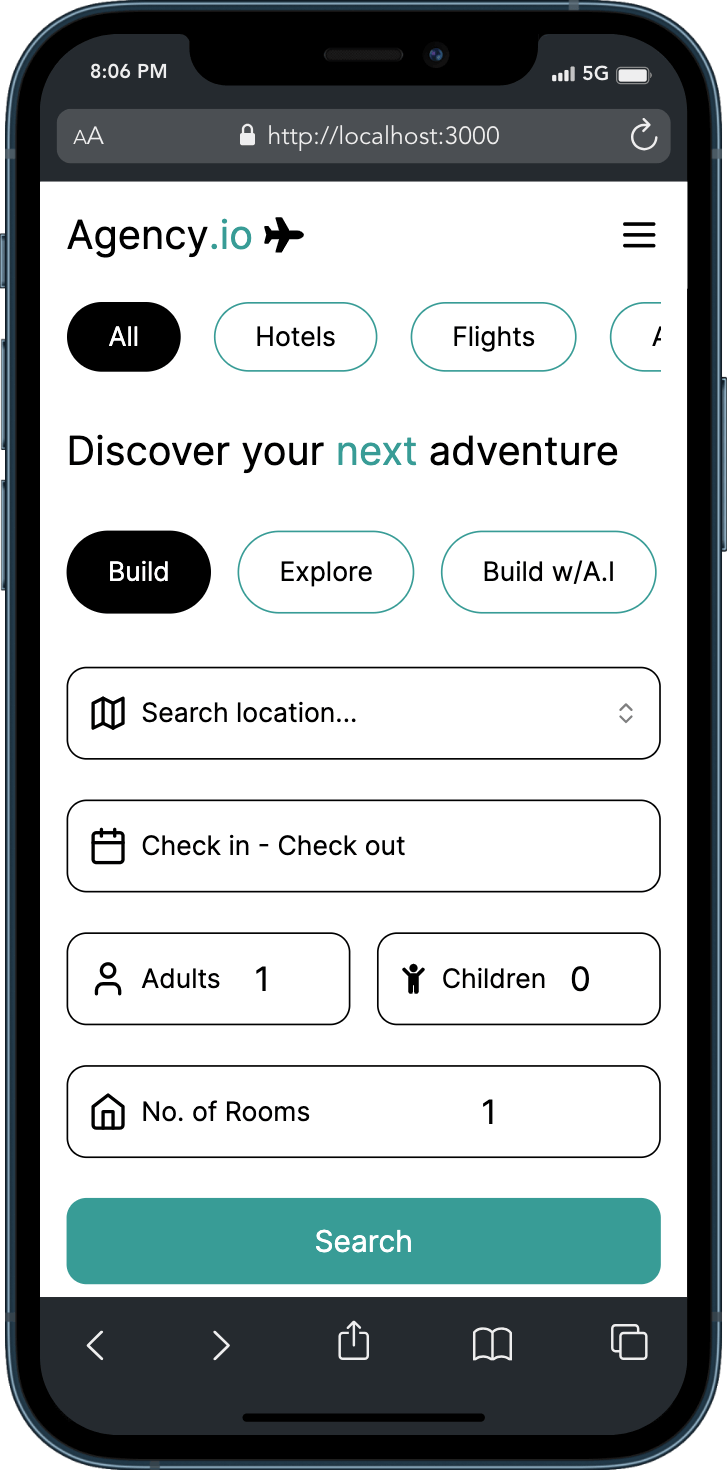 8:06 PM 5G
AA http://localhost:3000
Agency.io
All Hotels Flights
Discover your next adventure
Build Explore Build w/A.I
Search location...
Check in - Check out
Adults 1 Children 0
No. of Rooms 1
Search